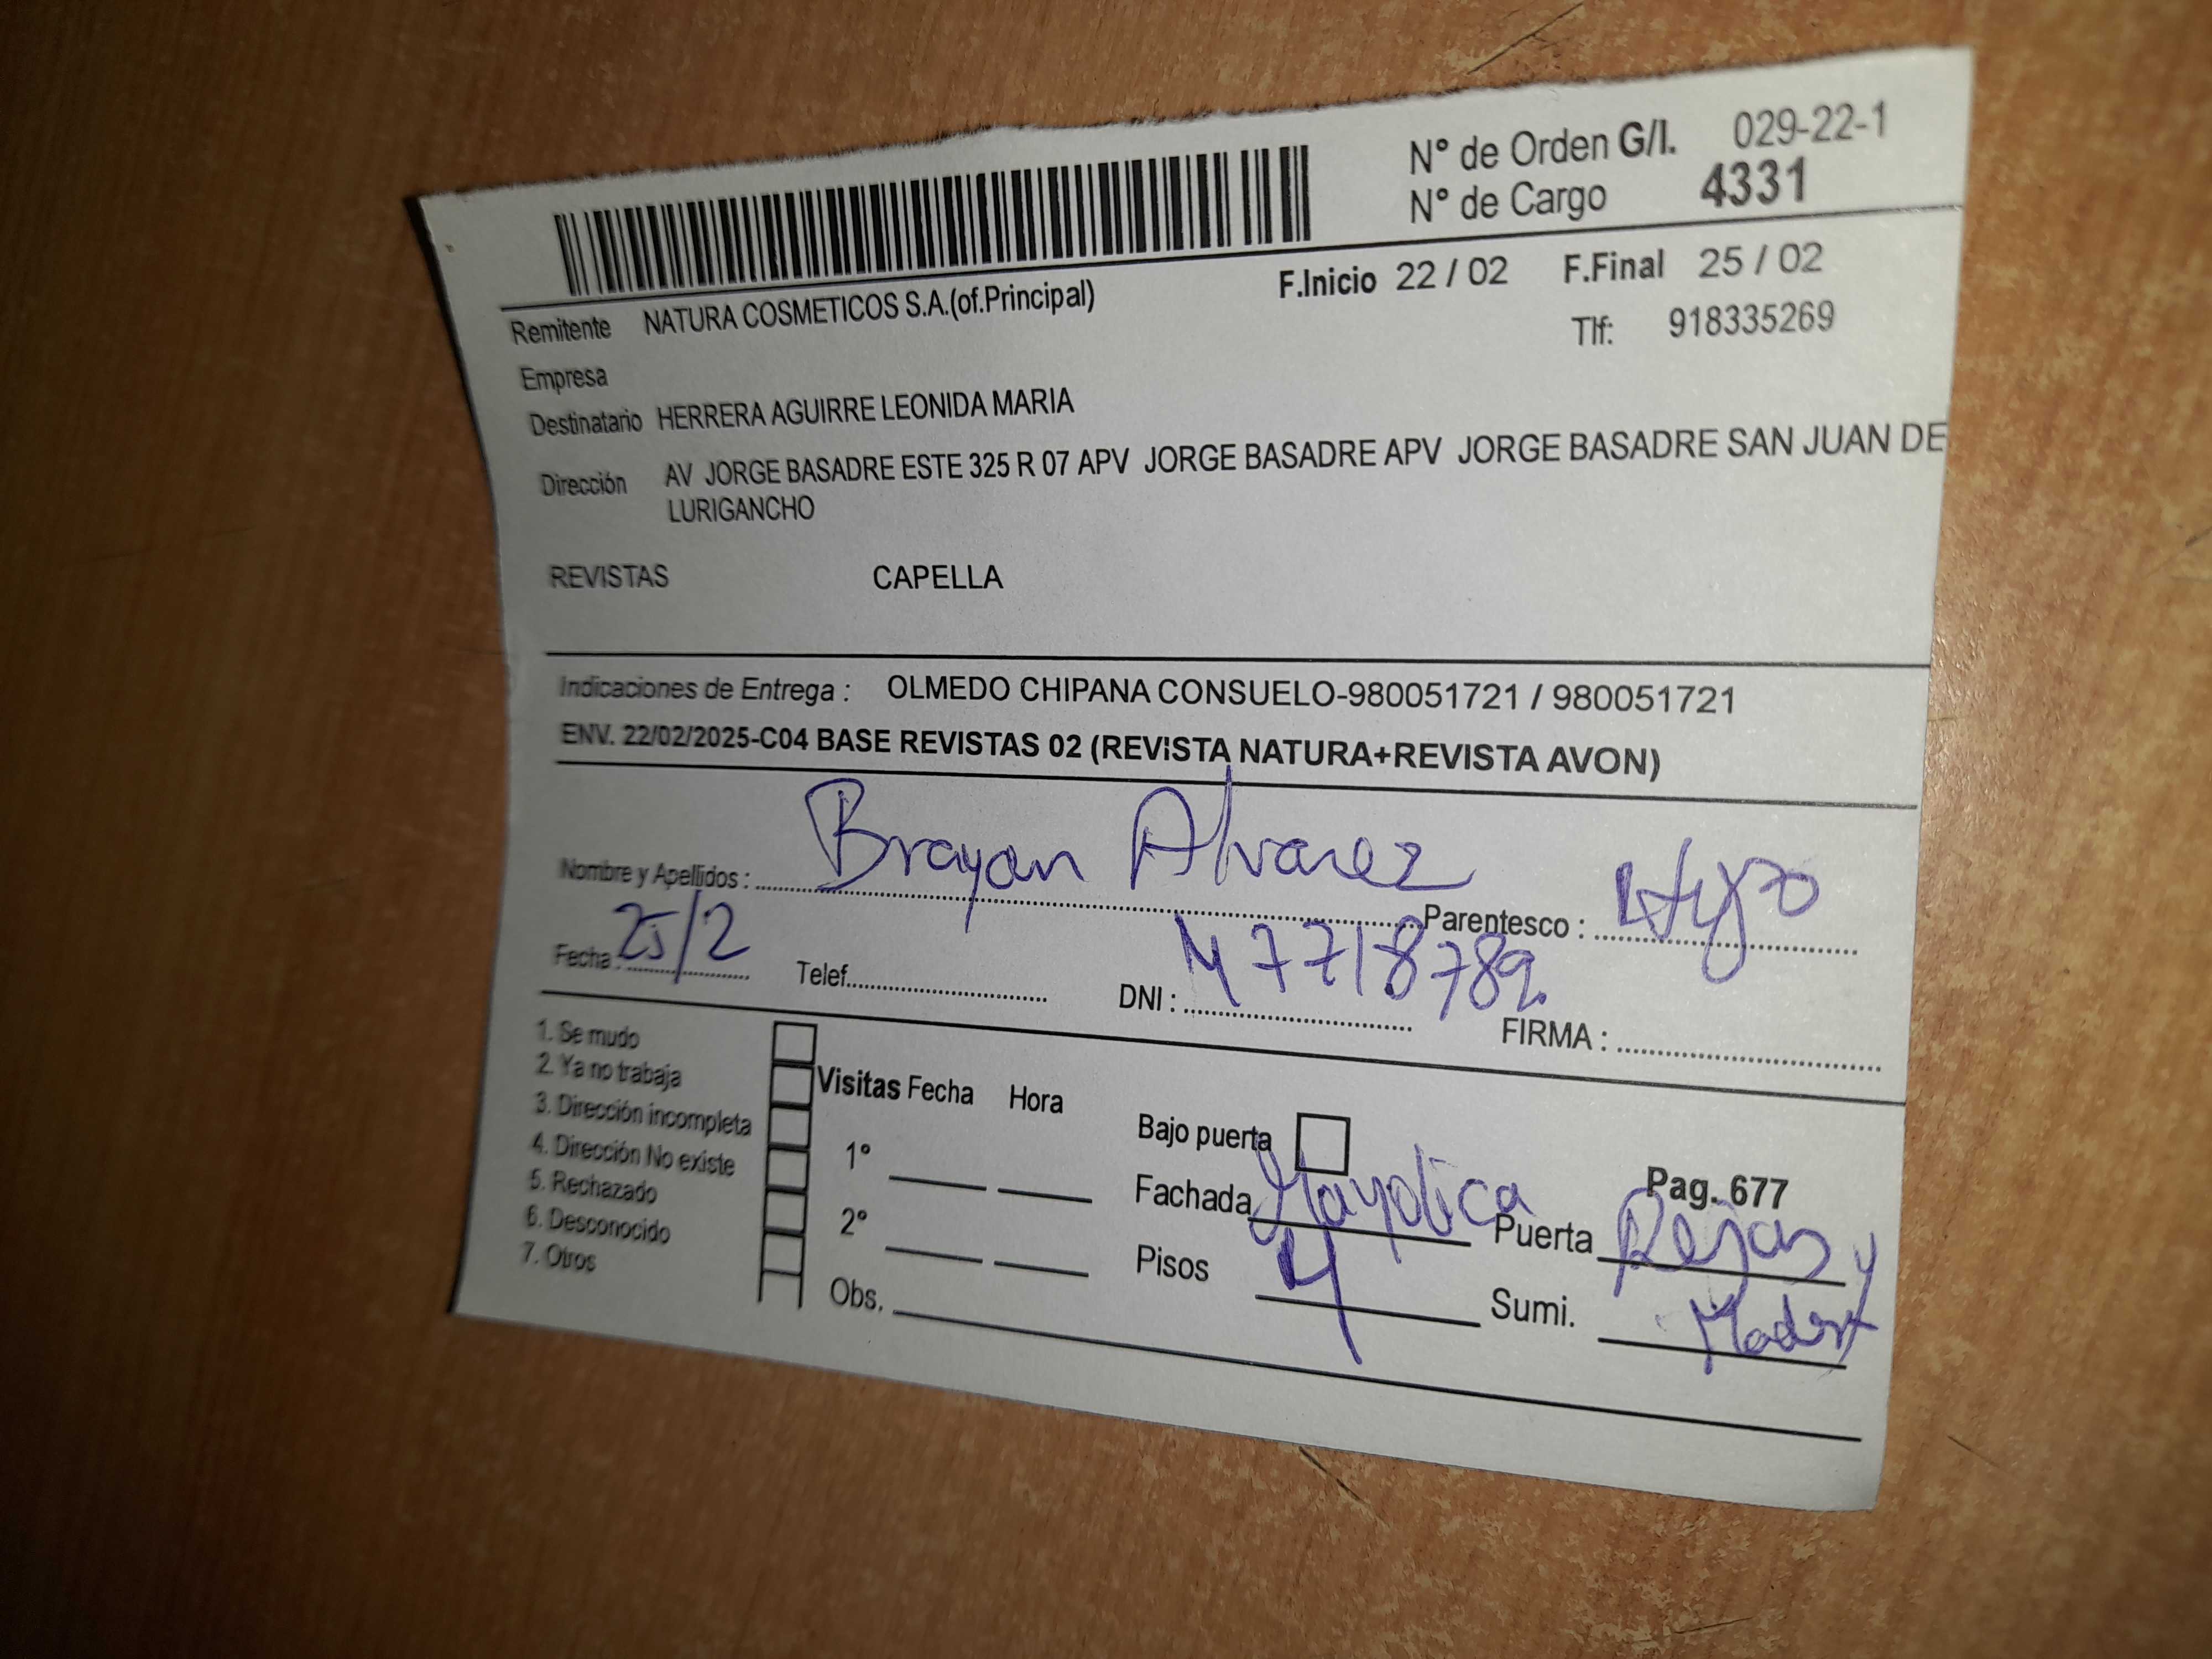 N° de Orden G/I. 029-22-1
N° de Cargo 4331
F.Inicio 22 / 02 F.Final 25 / 02
Remitente NATURA COSMETICOS S.A.(of.Principal)
Tlf: 918335269
Empresa
Destinatario HERRERA AGUIRRE LEONIDA MARIA
Dirección AV JORGE BASADRE ESTE 325 R 07 APV JORGE BASADRE APV JORGE BASADRE SAN JUAN DE
LURIGANCHO
REVISTAS CAPELLA
Indicaciones de Entrega : OLMEDO CHIPANA CONSUELO-980051721 / 980051721
ENV. 22/02/2025-C04 BASE REVISTAS 02 (REVISTA NATURA+REVISTA AVON)
Nombre y Apellidos : Brayan Alvarez Parentesco : Hijo
Fecha : 25/2 Telef. DNI : 47718789. FIRMA :
1. Se mudo
2. Ya no trabaja
3. Dirección incompleta
4. Dirección No existe
5. Rechazado
6. Desconocido
7. Otros
Visitas Fecha Hora
1°
2°
Obs.
Bajo puerta
Pag. 677
Fachada Mayolica Puerta Rejas y
Pisos 4 Sumi. Mader